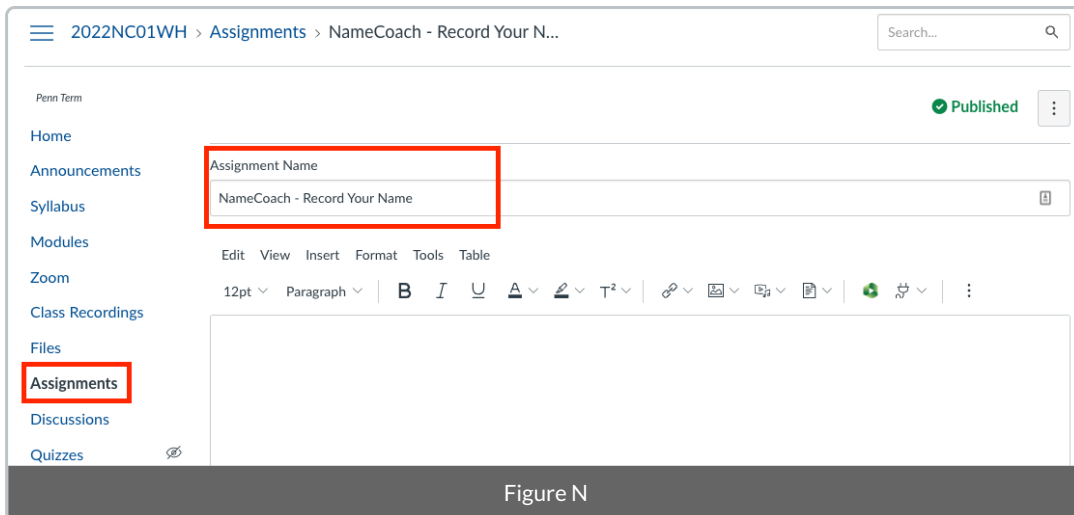 2022NC01WH > Assignments > NameCoach - Record Your N...
Search...
Penn Term
Published
Home
Announcements
Syllabus
Modules
Zoom
Class Recordings
Files
Assignments
Discussions
Quizzes
Assignment Name
NameCoach - Record Your Name
Edit View Insert Format Tools Table
12pt Paragraph B I U A T²
Figure N